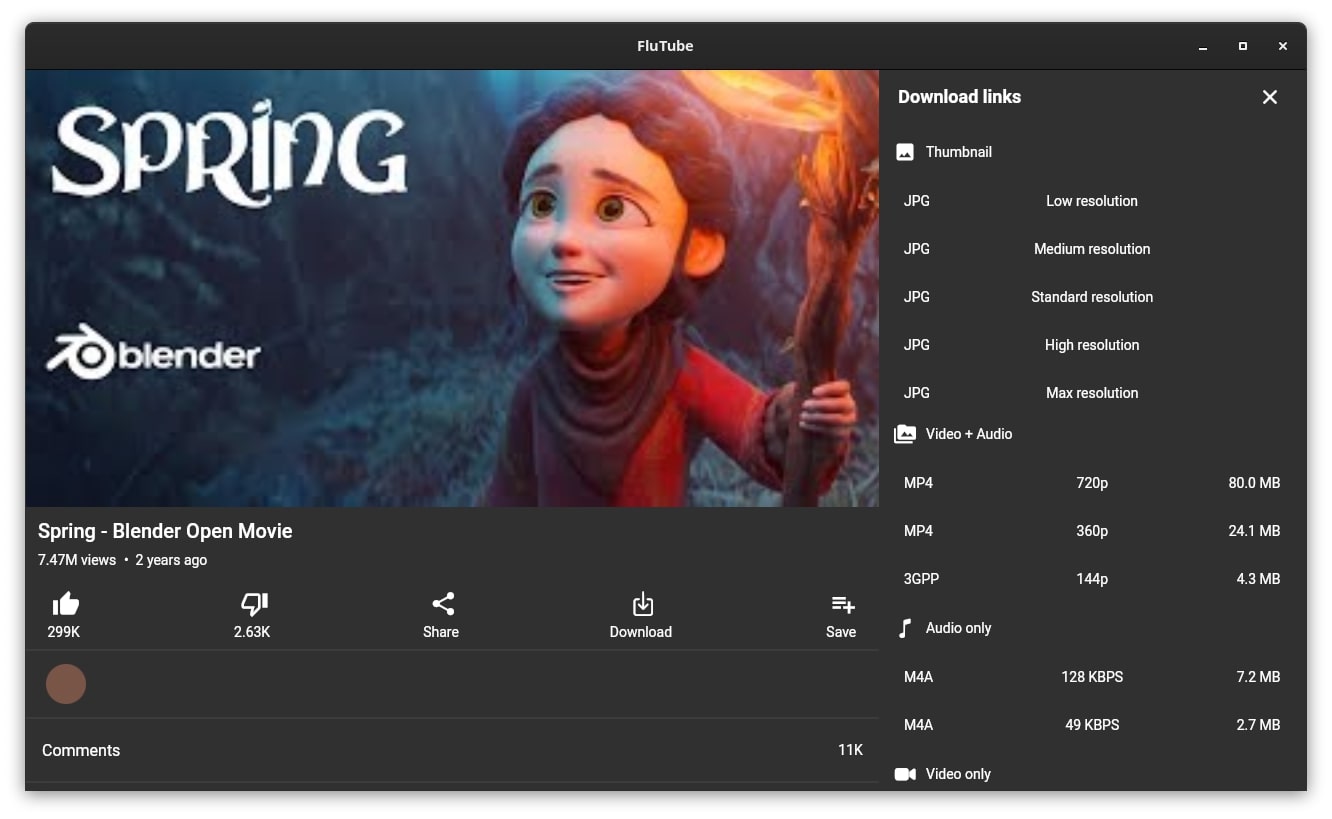 FluTube
SPRING
blender
Spring - Blender Open Movie
7.47M views • 2 years ago
299K
2.63K
Share
Download
Save
Comments
11K
Download links
Thumbnail
JPG Low resolution
JPG Medium resolution
JPG Standard resolution
JPG High resolution
JPG Max resolution
Video + Audio
MP4 720p 80.0 MB
MP4 360p 24.1 MB
3GPP 144p 4.3 MB
Audio only
M4A 128 KBPS 7.2 MB
M4A 49 KBPS 2.7 MB
Video only